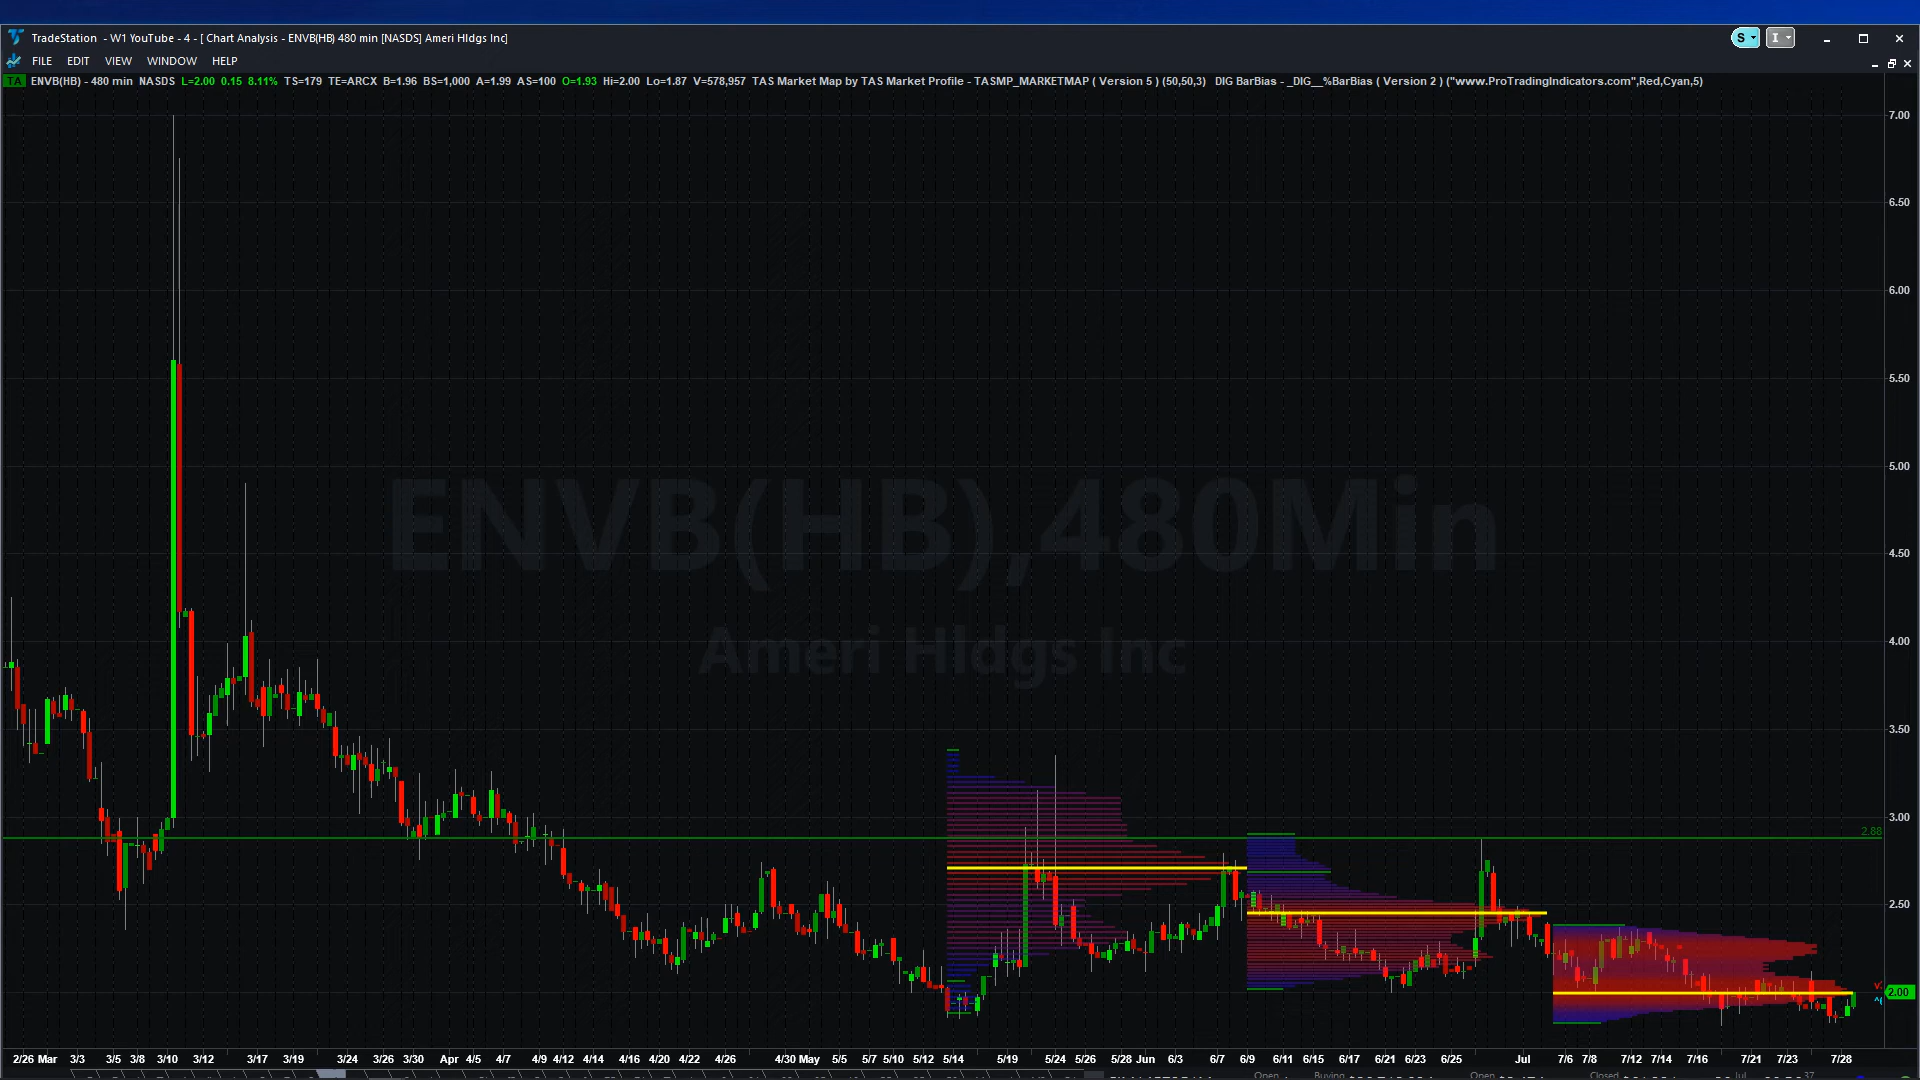 TradeStation - W1 YouTube - 4 - [ Chart Analysis - ENVB(HB) 480 min [NASDS] Ameri Hldgs Inc]
S
I
FILE EDIT VIEW WINDOW HELP
TA ENVB(HB) - 480 min NASDS L=2.00 0.15 8.11% TS=179 TE=ARCX B=1.96 BS=1,000 A=1.99 AS=100 O=1.93 Hi=2.00 Lo=1.87 V=578,957 TAS Market Map by TAS Market Profile - TASMP_MARKETMAP ( Version 5 ) (50,50,3) DIG BarBias - _DIG__%BarBias ( Version 2 ) ("www.ProTradingIndicators.com",Red,Cyan,5)
7.00
6.50
6.00
5.50
5.00
ENVB(HB),480Min
4.50
4.00
Ameri Hldgs Inc
3.50
3.00
2.88
2.50
2.00
2/26 Mar 3/3 3/5 3/8 3/10 3/12 3/17 3/19 3/24 3/26 3/30 Apr 4/5 4/7 4/9 4/12 4/14 4/16 4/20 4/22 4/26 4/30 May 5/5 5/7 5/10 5/12 5/14 5/19 5/24 5/26 5/28 Jun 6/3 6/7 6/9 6/11 6/15 6/17 6/21 6/23 6/25 Jul 7/6 7/8 7/12 7/14 7/16 7/21 7/23 7/28